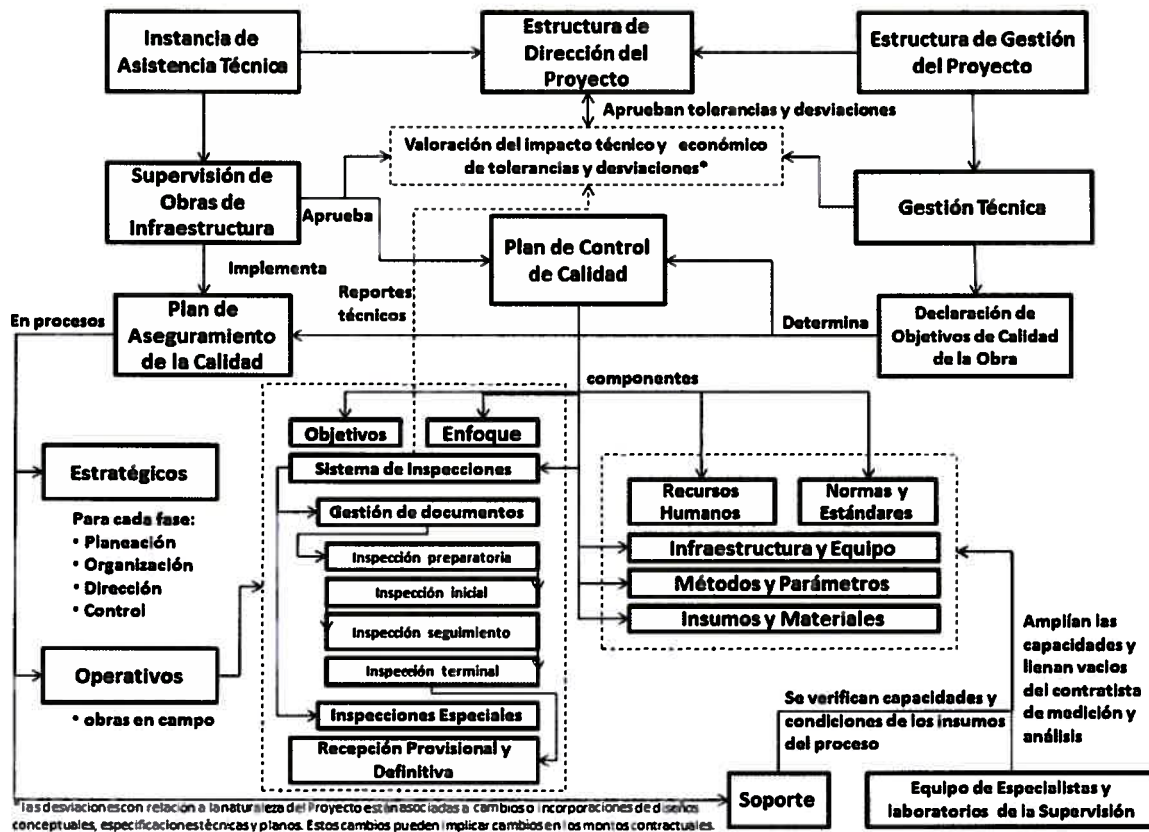 Instancia de
Asistencia Técnica
Estructura de
Dirección del
Proyecto
Estructura de Gestión
del Proyecto
Aprueban tolerancias y desviaciones
Valoración del impacto técnico y económico
de tolerancias y desviaciones*
Supervisión de
Obras de
Infraestructura
Aprueba
Gestión Técnica
Plan de Control
de Calidad
Implementa
Reportes
técnicos
En procesos
Plan de
Aseguramiento
de la Calidad
Determina
Declaración de
Objetivos de Calidad
de la Obra
componentes
Objetivos
Enfoque
Sistema de Inspecciones
Gestión de documentos
Inspección preparatoria
Inspección inicial
Inspección seguimiento
Inspección terminal
Inspecciones Especiales
Recepción Provisional y
Definitiva
Estratégicos
Para cada fase:
• Planeación
• Organización
• Dirección
• Control
Operativos
• obras en campo
Recursos
Humanos
Normas y
Estándares
Infraestructura y Equipo
Métodos y Parámetros
Insumos y Materiales
Amplían las
capacidades y
llenan vacíos
del contratista
de medición y
análisis
Se verifican capacidades y
condiciones de los insumos
del proceso
Soporte
Equipo de Especialistas y
laboratorios de la Supervisión
*las desviaciones con relación a la naturaleza del Proyecto están asociadas a cambios o incorporaciones de diseños
conceptuales, especificaciones técnicas y planos. Estos cambios pueden implicar cambios en los montos contractuales.